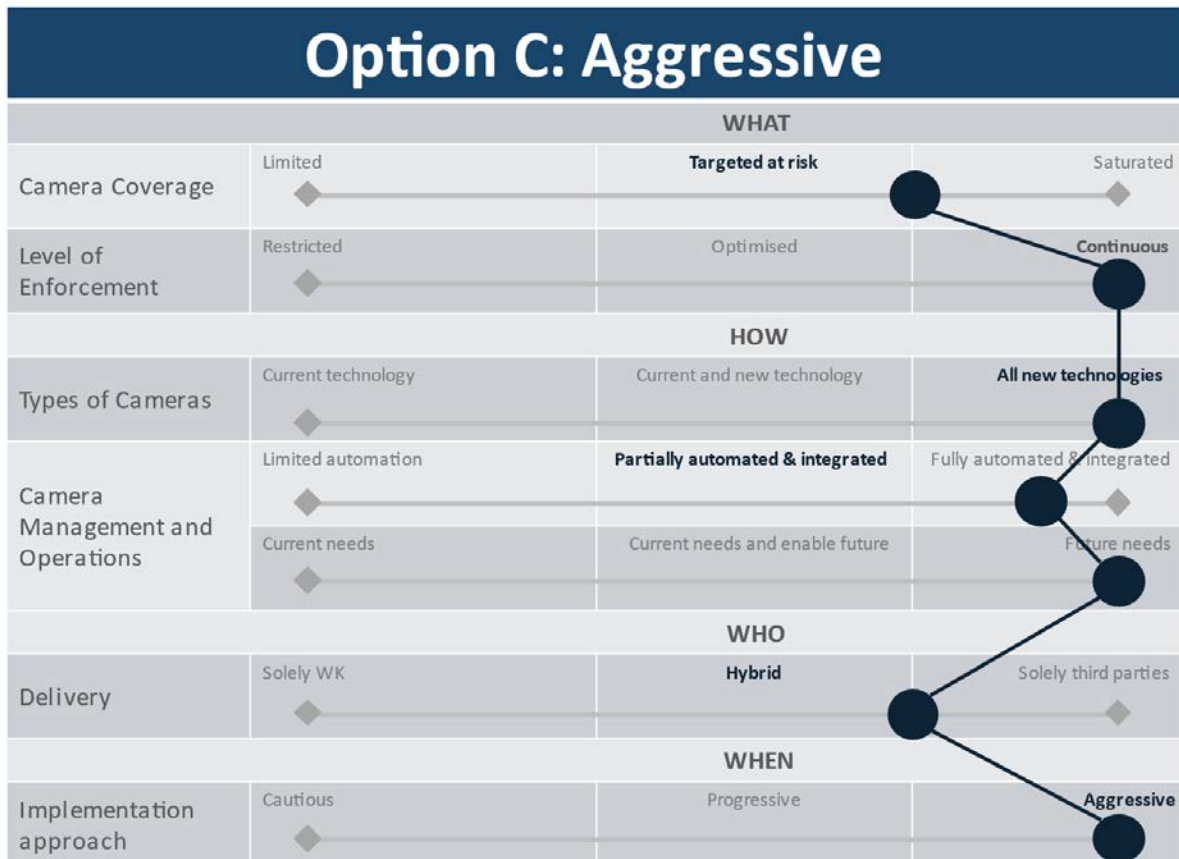 Option C: Aggressive
WHAT
Camera Coverage
Limited
Targeted at risk
Saturated
Level of
Enforcement
Restricted
Optimised
Continuous
HOW
Types of Cameras
Current technology
Current and new technology
All new technologies
Camera
Management and
Operations
Limited automation
Partially automated & integrated
Fully automated & integrated
Current needs
Current needs and enable future
Future needs
WHO
Delivery
Solely WK
Hybrid
Solely third parties
WHEN
Implementation
approach
Cautious
Progressive
Aggressive